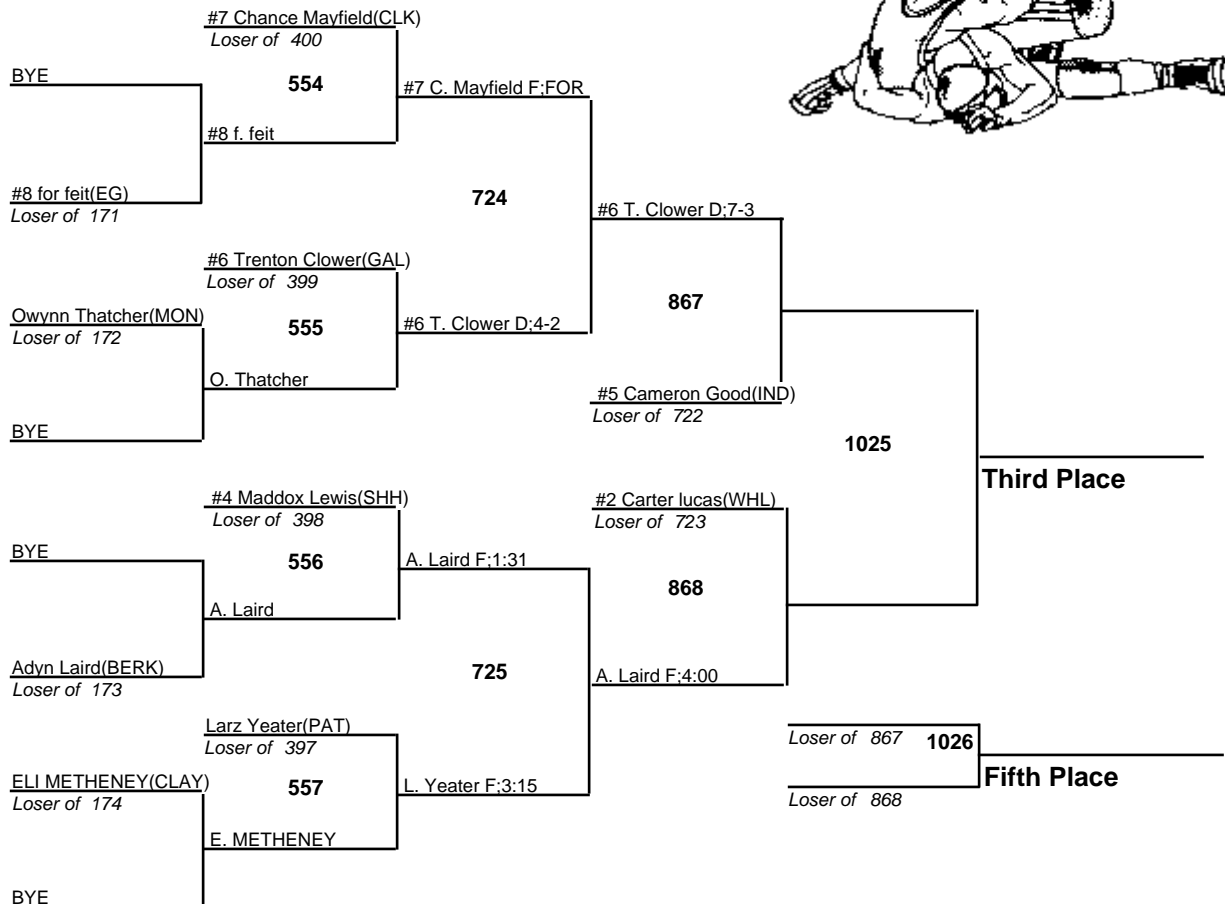 #7 Chance Mayfield(CLK)
Loser of 400
BYE
554
#7 C. Mayfield F;FOR
#8 f. feit
#8 for feit(EG)
Loser of 171
724
#6 T. Clower D;7-3
#6 Trenton Clower(GAL)
Loser of 399
Owynn Thatcher(MON)
Loser of 172
555
#6 T. Clower D;4-2
867
O. Thatcher
#5 Cameron Good(IND)
Loser of 722
BYE
1025
Third Place
#4 Maddox Lewis(SHH)
Loser of 398
#2 Carter lucas(WHL)
Loser of 723
BYE
556
A. Laird F;1:31
868
A. Laird
Adyn Laird(BERK)
Loser of 173
725
A. Laird F;4:00
Larz Yeater(PAT)
Loser of 397
Loser of 867
1026
Fifth Place
ELI METHENEY(CLAY)
Loser of 174
557
L. Yeater F;3:15
Loser of 868
E. METHENEY
BYE